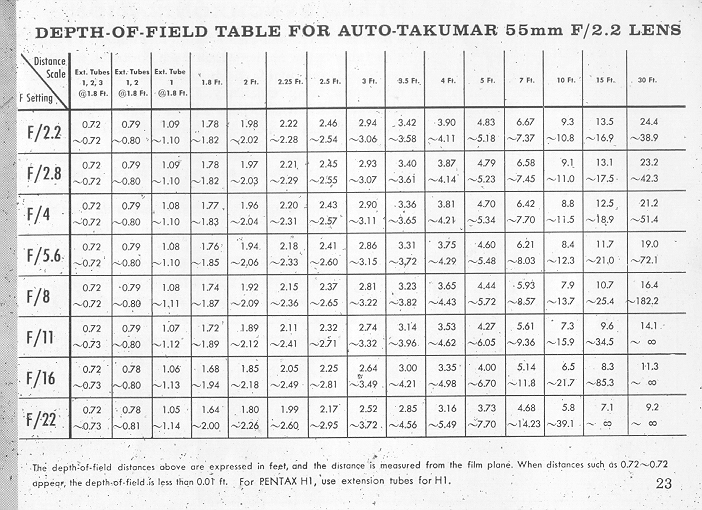 DEPTH-OF-FIELD TABLE FOR AUTO-TAKUMAR 55mm F/2.2 LENS
Distance Scale F Setting Ext. Tubes 1, 2, 3 @1.8 Ft. Ext. Tubes 1, 2 @1.8 Ft. Ext. Tube 1 @1.8 Ft. 1.8 Ft. 2 Ft. 2.25 Ft. 2.5 Ft. 3 Ft. 3.5 Ft. 4 Ft. 5 Ft. 7 Ft. 10 Ft. 15 Ft. 30 Ft.
F/2.2 0.72 0.79 1.09 1.78 1.98 2.22 2.46 2.94 3.42 3.90 4.83 6.67 9.3 13.5 24.4
~0.72 ~0.80 ~1.10 ~1.82 ~2.02 ~2.28 ~2.54 ~3.06 ~3.58 ~4.11 ~5.18 ~7.37 ~10.8 ~16.9 ~38.9
F/2.8 0.72 0.79 1.09 1.78 1.97 2.21 2.45 2.93 3.40 3.87 4.79 6.58 9.1 13.1 23.2
~0.72 ~0.80 ~1.10 ~1.82 ~2.03 ~2.29 ~2.55 ~3.07 ~3.61 ~4.14 ~5.23 ~7.45 ~11.0 ~17.5 ~42.3
F/4 0.72 0.79 1.08 1.77 1.96 2.20 2.43 2.90 3.36 3.81 4.70 6.42 8.8 12.5 21.2
~0.72 ~0.80 ~1.10 ~1.83 ~2.04 ~2.31 ~2.57 ~3.11 ~3.65 ~4.21 ~5.34 ~7.70 ~11.5 ~18.9 ~51.4
F/5.6 0.72 0.79 1.08 1.76 1.94 2.18 2.41 2.86 3.31 3.75 4.60 6.21 8.4 11.7 19.0
~0.72 ~0.80 ~1.10 ~1.85 ~2.06 ~2.33 ~2.60 ~3.15 ~3.72 ~4.29 ~5.48 ~8.03 ~12.3 ~21.0 ~72.1
F/8 0.72 0.79 1.08 1.74 1.92 2.15 2.37 2.81 3.23 3.65 4.44 5.93 7.9 10.7 16.4
~0.72 ~0.80 ~1.11 ~1.87 ~2.09 ~2.36 ~2.65 ~3.22 ~3.82 ~4.43 ~5.72 ~8.57 ~13.7 ~25.4 ~182.2
F/11 0.72 0.79 1.07 1.72 1.89 2.11 2.32 2.74 3.14 3.53 4.27 5.61 7.3 9.6 14.1
~0.73 ~0.80 ~1.12 ~1.89 ~2.12 ~2.41 ~2.71 ~3.32 ~3.96 ~4.62 ~6.05 ~9.36 ~15.9 ~34.5 ~ ∞
F/16 0.72 0.78 1.06 1.68 1.85 2.05 2.25 2.64 3.00 3.35 4.00 5.14 6.5 8.3 11.3
~0.73 ~0.80 ~1.13 ~1.94 ~2.18 ~2.49 ~2.81 ~3.49 ~4.21 ~4.98 ~6.70 ~11.8 ~21.7 ~85.3 ~ ∞
F/22 0.72 0.78 1.05 1.64 1.80 1.99 2.17 2.52 2.85 3.16 3.73 4.68 5.8 7.1 9.2
~0.73 ~0.81 ~1.14 ~2.00 ~2.26 ~2.60 ~2.95 ~3.72 ~4.56 ~5.49 ~7.70 ~14.23 ~39.1 ~ ∞ ~ ∞
The depth-of-field distances above are expressed in feet, and the distance is measured from the film plane. When distances such as 0.72~0.72
appear, the depth-of-field is less than 0.01 ft. For PENTAX H1, use extension tubes for H1.
23